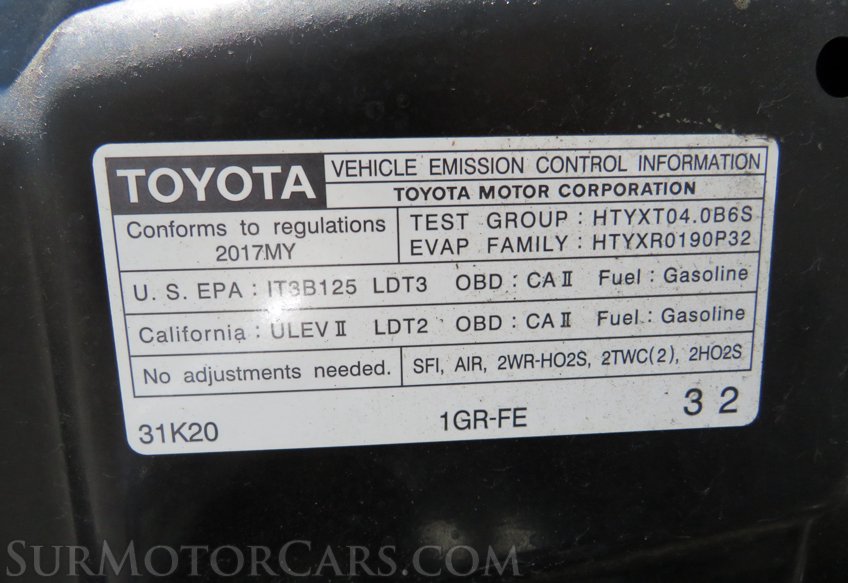 TOYOTA
VEHICLE EMISSION CONTROL INFORMATION
TOYOTA MOTOR CORPORATION
Conforms to regulations
2017MY
TEST GROUP : HTYXT04.0B6S
EVAP FAMILY : HTYXR0190P32
U. S. EPA : IT3B125 LDT3 OBD : CA II Fuel : Gasoline
California : ULEV II LDT2 OBD : CA II Fuel : Gasoline
No adjustments needed.
SFI, AIR, 2WR-HO2S, 2TWC(2), 2HO2S
31K20
1GR-FE
32
SurMotorCars.com